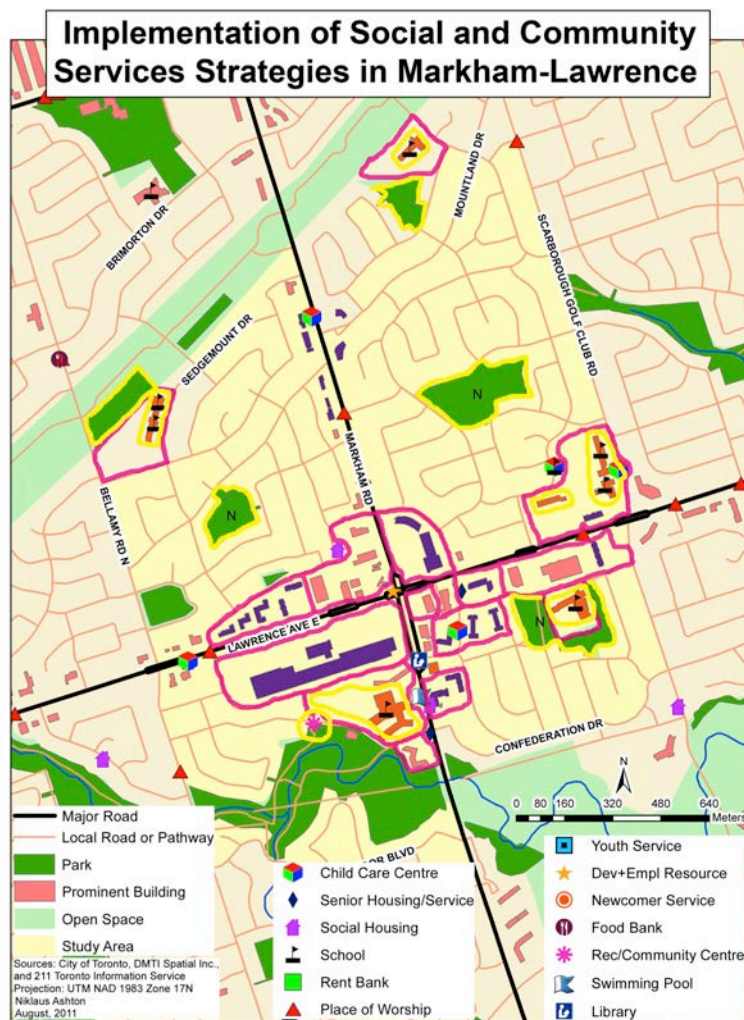 Implementation of Social and Community
Services Strategies in Markham-Lawrence
MOUNTLAND DR
BRIMORTON DR
SCARBOROUGH GOLF CLUB RD
SEDGEMOUNT DR
N
MARKHAM RD
BELLAMY RD N
N
LAWRENCE AVE E
N
CONFEDERATION DR
N
0 80 160 320 480 640
Meters
BLVD
Major Road
Local Road or Pathway
Park
Prominent Building
Open Space
Study Area
Sources: City of Toronto, DMTI Spatial Inc.,
and 211 Toronto Information Service
Projection: UTM NAD 1983 Zone 17N
Niklaus Ashton
August, 2011
Child Care Centre
Senior Housing/Service
Social Housing
School
Rent Bank
Place of Worship
Youth Service
Dev+Empl Resource
Newcomer Service
Food Bank
Rec/Community Centre
Swimming Pool
Library